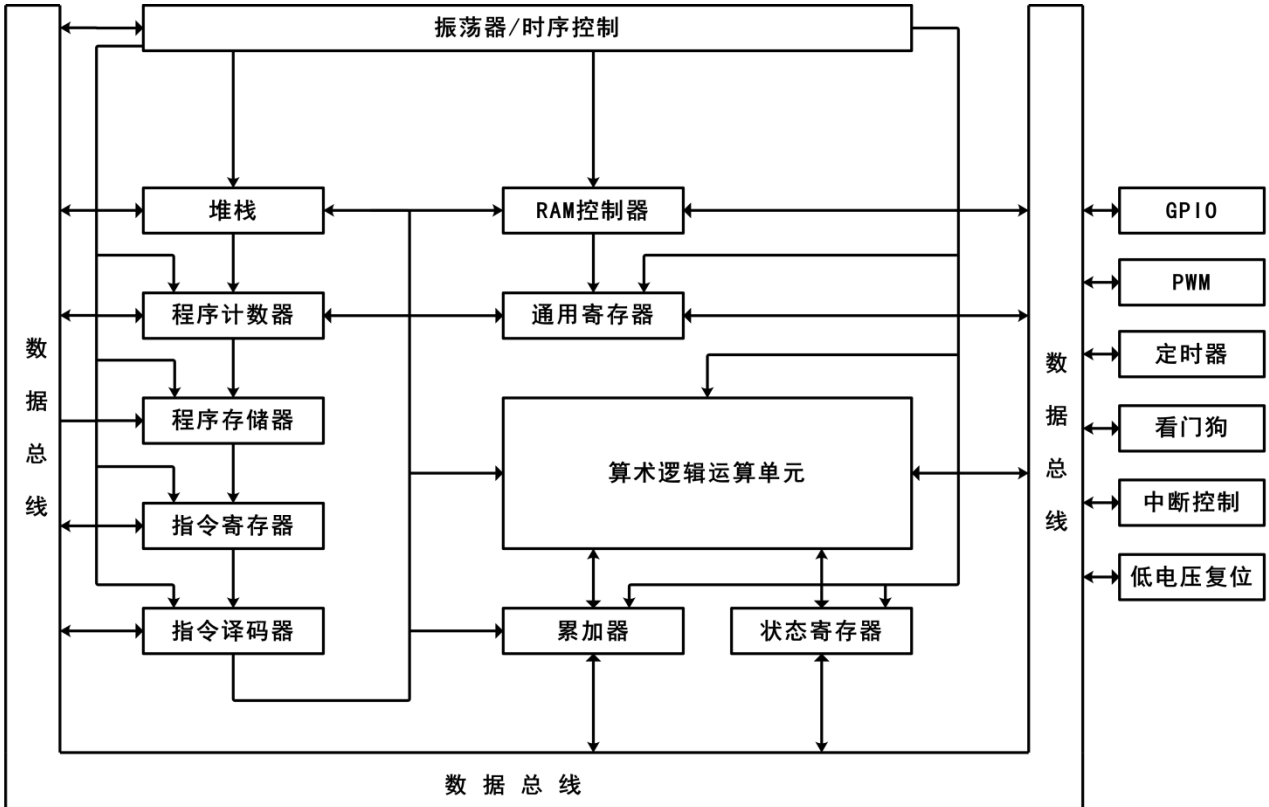 振荡器/时序控制
堆栈
RAM控制器
GPIO
PWM
程序计数器
通用寄存器
数据总线
数据总线
定时器
程序存储器
看门狗
算术逻辑运算单元
中断控制
指令寄存器
低电压复位
指令译码器
累加器
状态寄存器
数据总线